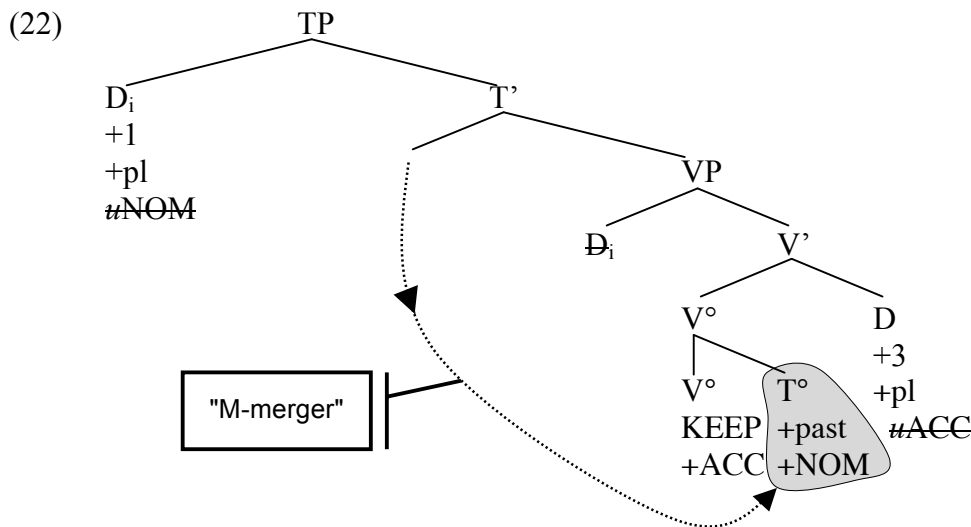 (22) TP
Dᵢ T’
+1
+pl VP
uNOM
Dᵢ V’
V° D
+3
"M-merger" V° T° +pl
KEEP +past uACC
+ACC +NOM